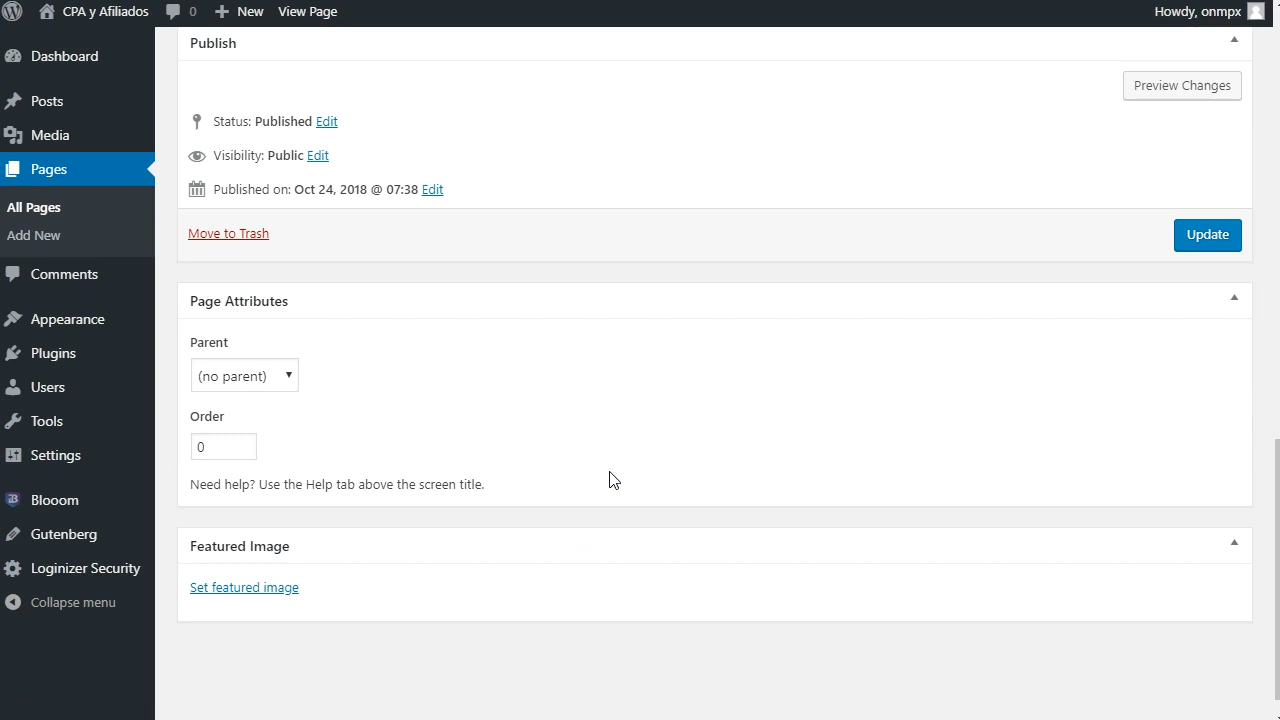 CPA y Afiliados 0 New View Page Howdy, onmpx
Dashboard
Posts
Media
Pages
All Pages
Add New
Comments
Appearance
Plugins
Users
Tools
Settings
Blooom
Gutenberg
Loginizer Security
Collapse menu
Publish
Preview Changes
Status: Published Edit
Visibility: Public Edit
Published on: Oct 24, 2018 @ 07:38 Edit
Move to Trash Update
Page Attributes
Parent
(no parent)
Order
0
Need help? Use the Help tab above the screen title.
Featured Image
Set featured image